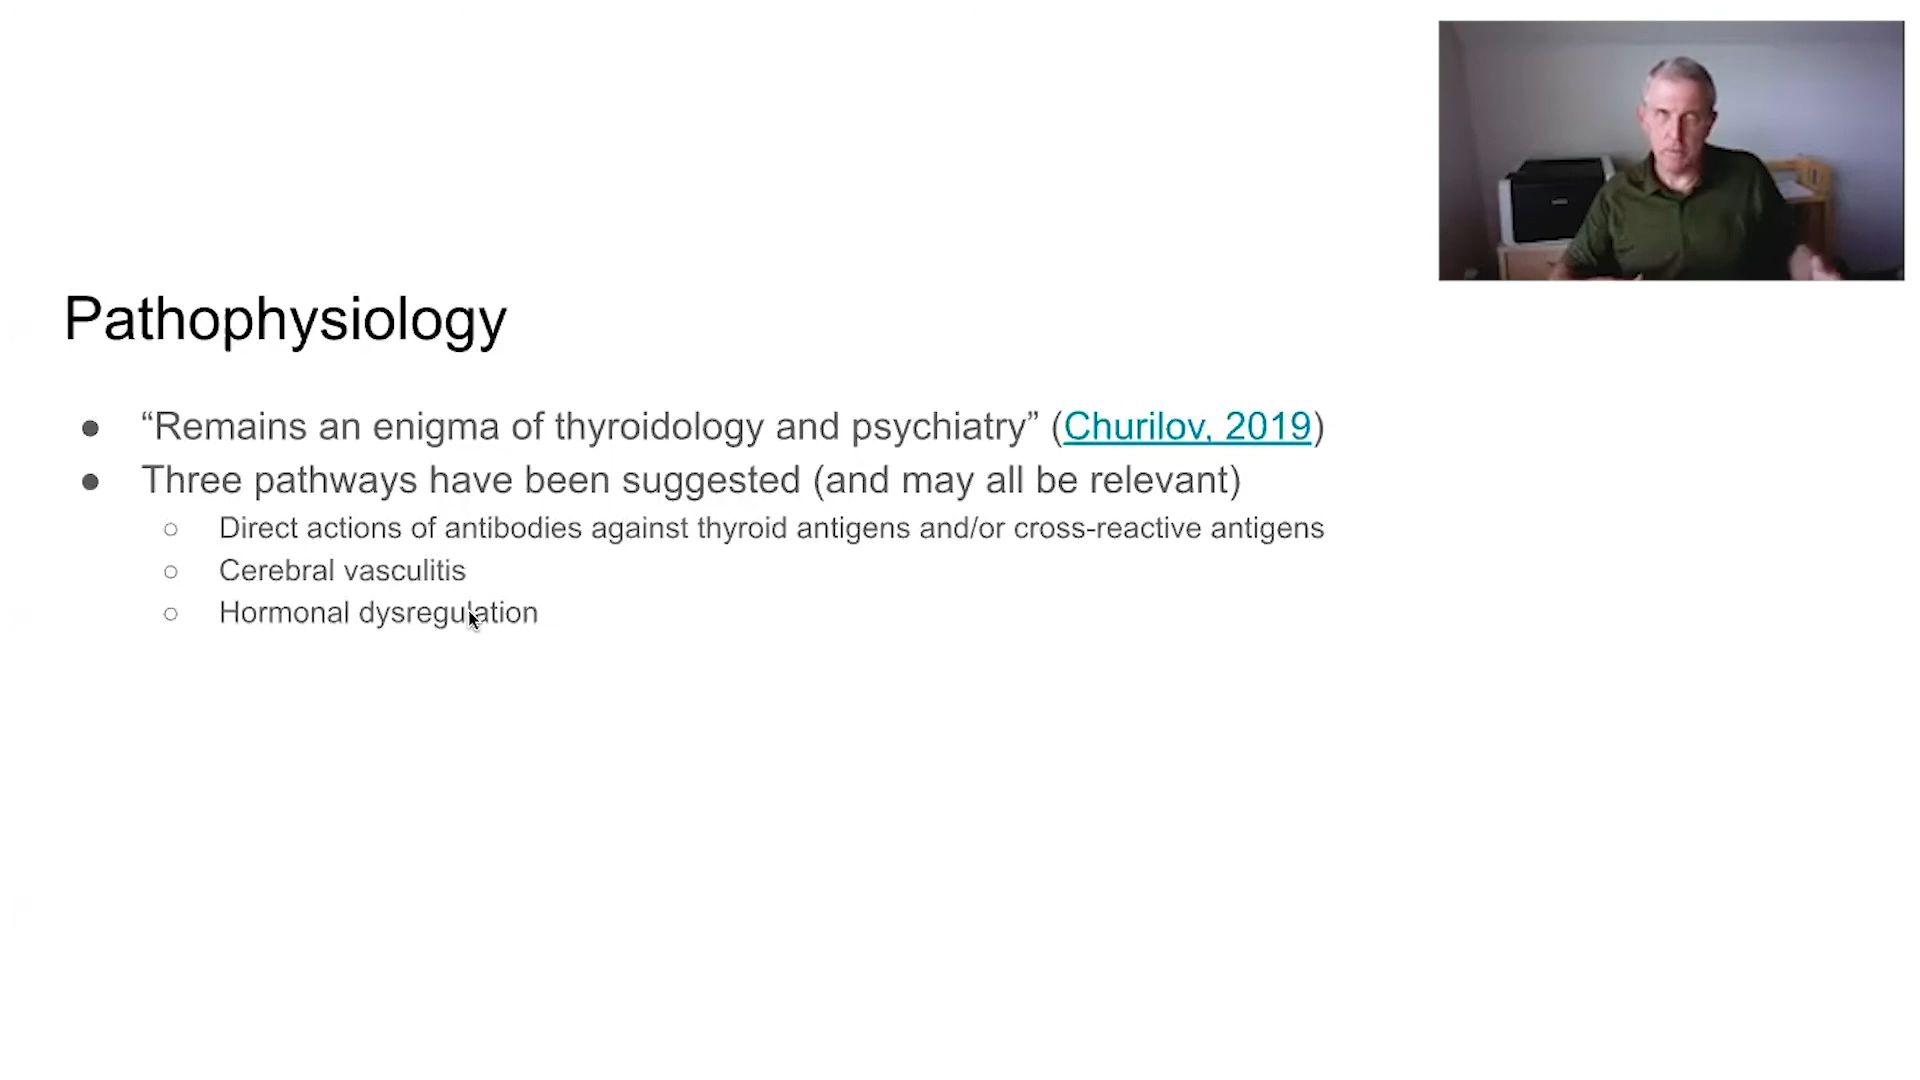 Pathophysiology
● “Remains an enigma of thyroidology and psychiatry” (Churilov, 2019)
● Three pathways have been suggested (and may all be relevant)
○ Direct actions of antibodies against thyroid antigens and/or cross-reactive antigens
○ Cerebral vasculitis
○ Hormonal dysregulation